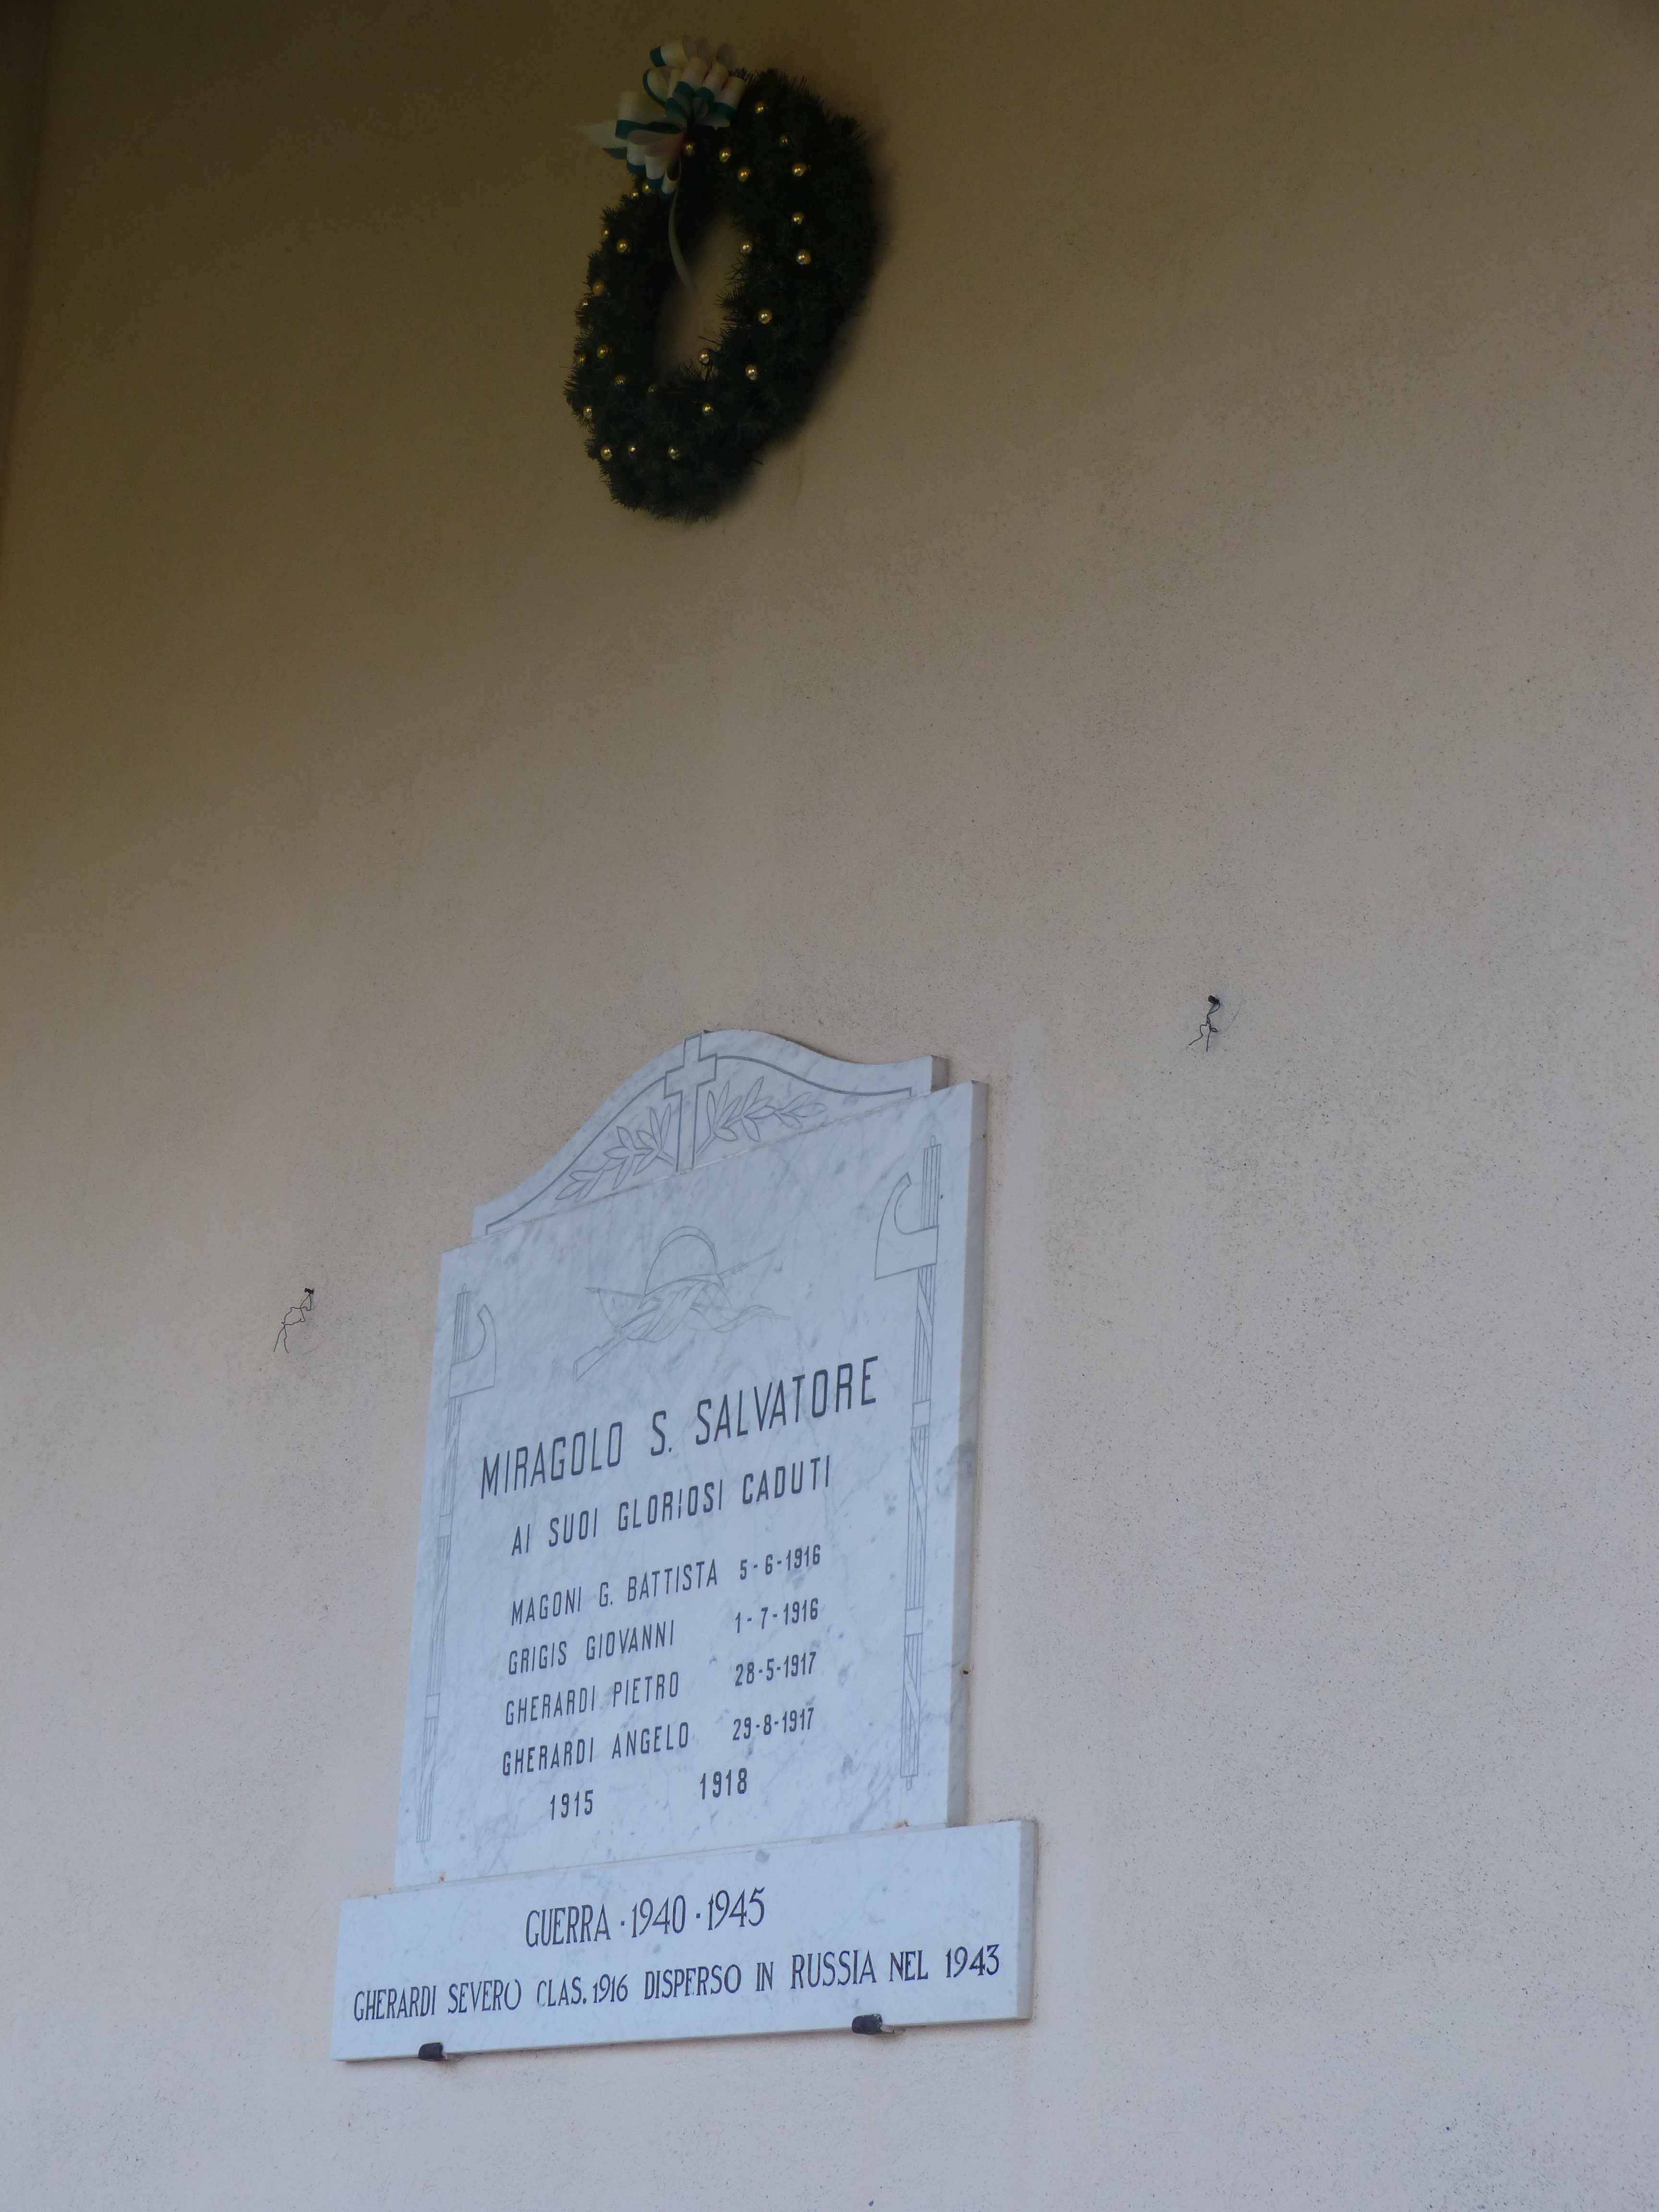 MIRAGOLO S. SALVATORE
AI SUOI GLORIOSI CADUTI
MAGONI G. BATTISTA 5-6-1916
GRIGIS GIOVANNI 1-7-1916
GHERARDI PIETRO 28-5-1917
GHERARDI ANGELO 29-8-1917
1915 1918
GUERRA · 1940 · 1945
GHERARDI SEVERO CLAS. 1916 DISPERSO IN RUSSIA NEL 1943